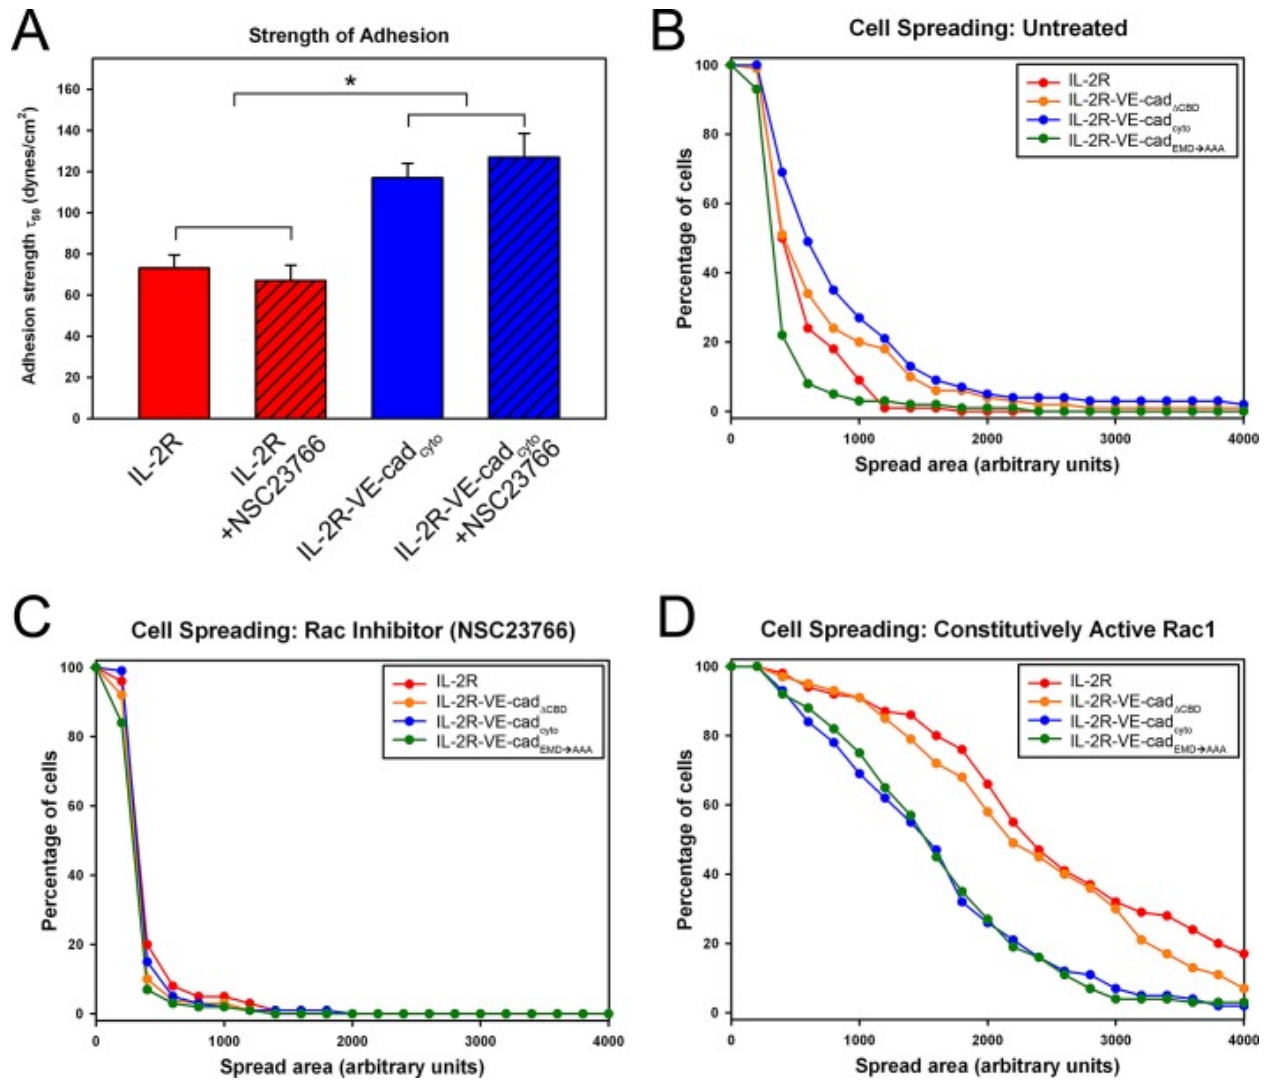 A
Strength of Adhesion
Adhesion strength τ50 (dynes/cm2)
160
140
120
100
80
60
40
20
0
*
IL-2R
IL-2R
+NSC23766
IL-2R-VE-cadcyto
IL-2R-VE-cadcyto
+NSC23766
B
Cell Spreading: Untreated
Percentage of cells
100
80
60
40
20
0
IL-2R
IL-2R-VE-cadΔCBD
IL-2R-VE-cadcyto
IL-2R-VE-cadEMD→AAA
0 1000 2000 3000 4000
Spread area (arbitrary units)
C
Cell Spreading: Rac Inhibitor (NSC23766)
Percentage of cells
100
80
60
40
20
0
IL-2R
IL-2R-VE-cadΔCBD
IL-2R-VE-cadcyto
IL-2R-VE-cadEMD→AAA
0 1000 2000 3000 4000
Spread area (arbitrary units)
D
Cell Spreading: Constitutively Active Rac1
Percentage of cells
100
80
60
40
20
0
IL-2R
IL-2R-VE-cadΔCBD
IL-2R-VE-cadcyto
IL-2R-VE-cadEMD→AAA
0 1000 2000 3000 4000
Spread area (arbitrary units)